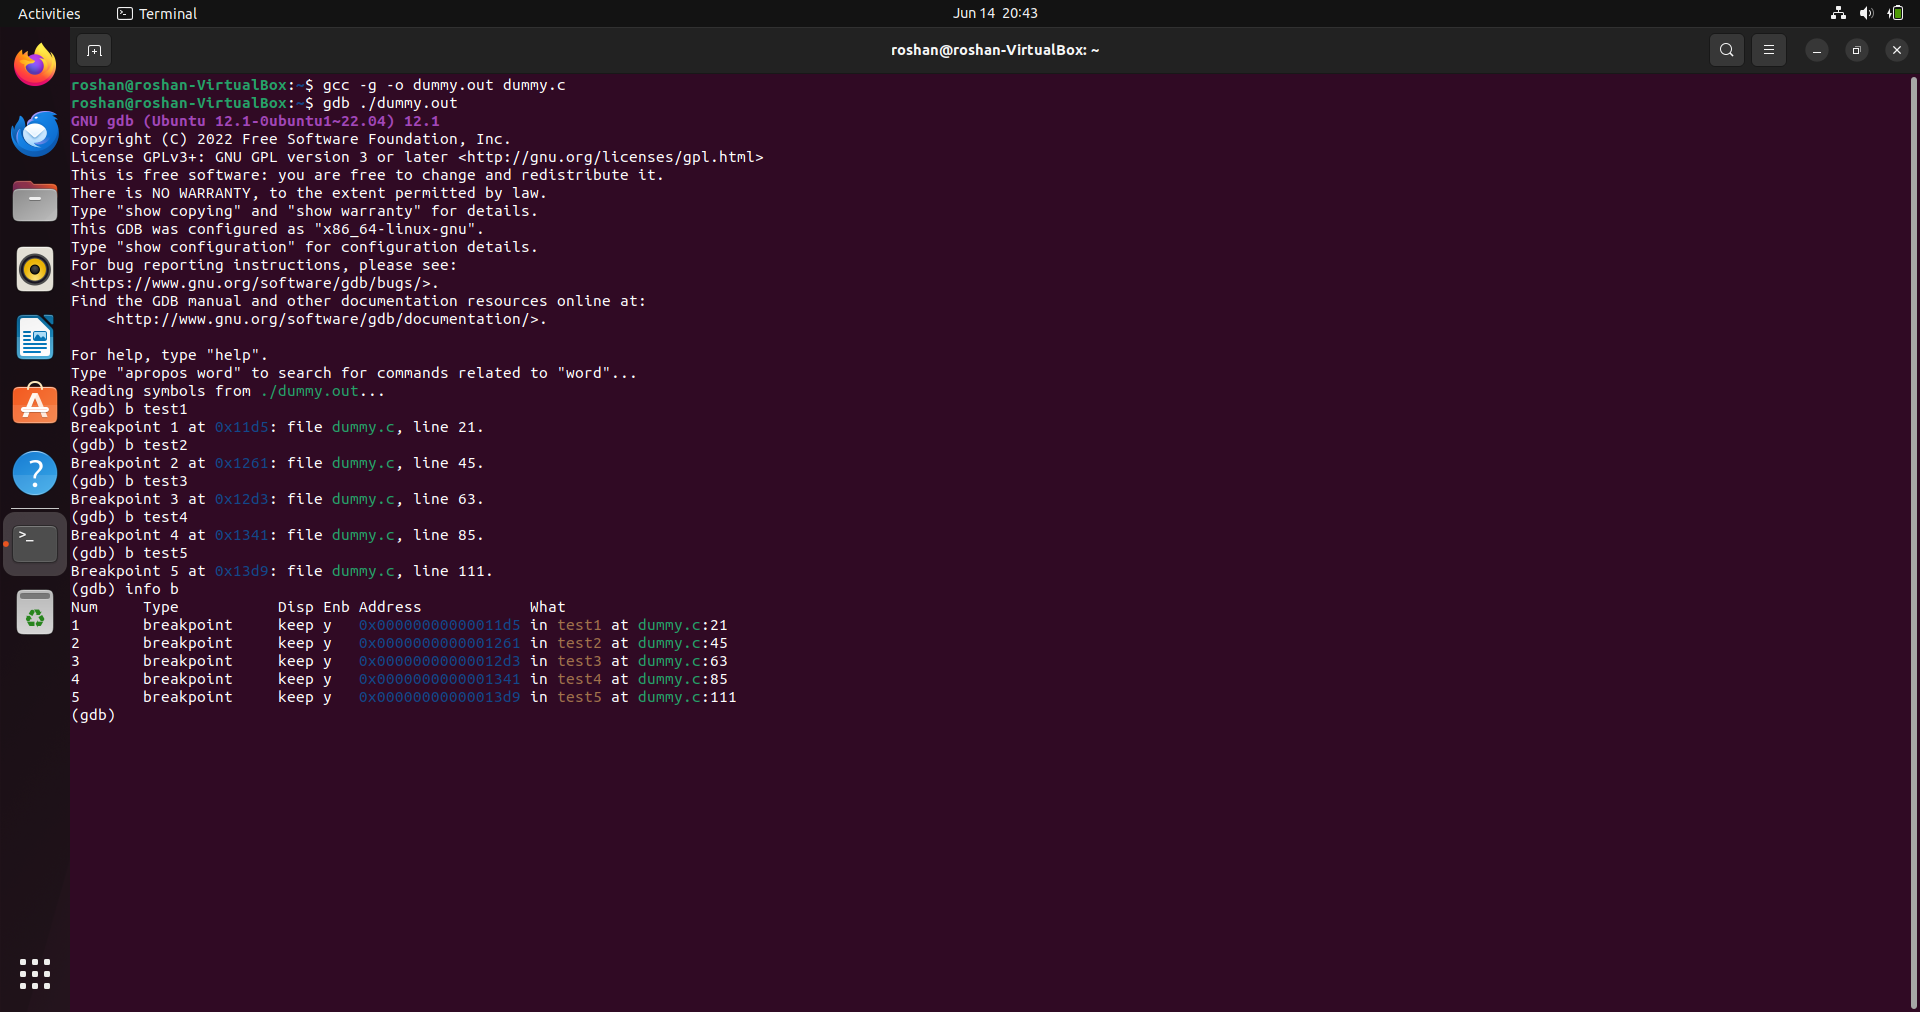 Activities
Terminal
Jun 14 20:43
roshan@roshan-VirtualBox: ~
roshan@roshan-VirtualBox:~$ gcc -g -o dummy.out dummy.c
roshan@roshan-VirtualBox:~$ gdb ./dummy.out
GNU gdb (Ubuntu 12.1-0ubuntu1~22.04) 12.1
Copyright (C) 2022 Free Software Foundation, Inc.
License GPLv3+: GNU GPL version 3 or later <http://gnu.org/licenses/gpl.html>
This is free software: you are free to change and redistribute it.
There is NO WARRANTY, to the extent permitted by law.
Type "show copying" and "show warranty" for details.
This GDB was configured as "x86_64-linux-gnu".
Type "show configuration" for configuration details.
For bug reporting instructions, please see:
<https://www.gnu.org/software/gdb/bugs/>.
Find the GDB manual and other documentation resources online at:
    <http://www.gnu.org/software/gdb/documentation/>.
For help, type "help".
Type "apropos word" to search for commands related to "word"...
Reading symbols from ./dummy.out...
(gdb) b test1
Breakpoint 1 at 0x11d5: file dummy.c, line 21.
(gdb) b test2
Breakpoint 2 at 0x1261: file dummy.c, line 45.
(gdb) b test3
Breakpoint 3 at 0x12d3: file dummy.c, line 63.
(gdb) b test4
Breakpoint 4 at 0x1341: file dummy.c, line 85.
(gdb) b test5
Breakpoint 5 at 0x13d9: file dummy.c, line 111.
(gdb) info b
Num     Type           Disp Enb Address            What
1       breakpoint     keep y   0x00000000000011d5 in test1 at dummy.c:21
2       breakpoint     keep y   0x0000000000001261 in test2 at dummy.c:45
3       breakpoint     keep y   0x00000000000012d3 in test3 at dummy.c:63
4       breakpoint     keep y   0x0000000000001341 in test4 at dummy.c:85
5       breakpoint     keep y   0x00000000000013d9 in test5 at dummy.c:111
(gdb)